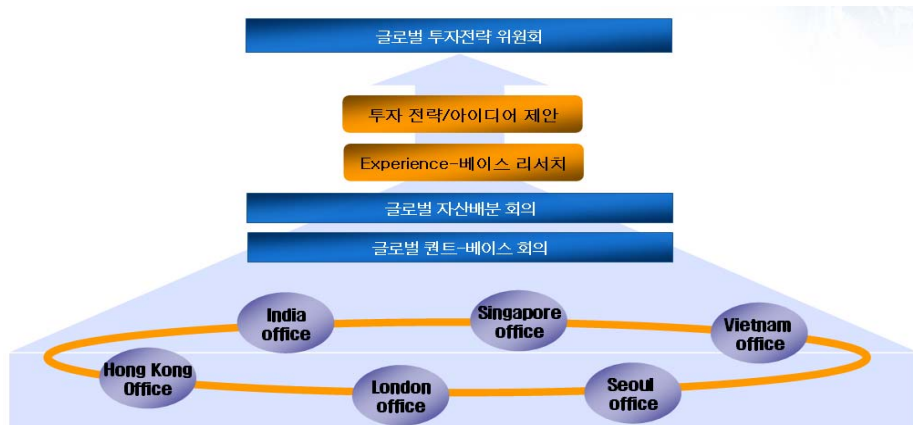 글로벌 투자전략 위원회
투자 전략/아이디어 제안
Experience-베이스 리서치
글로벌 자산배분 회의
글로벌 퀀트-베이스 회의
India
office
Singapore
office
Vietnam
office
Hong Kong
Office
London
office
Seoul
office